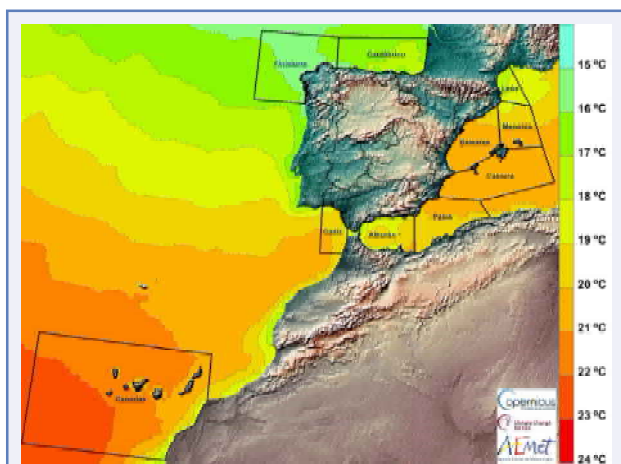 Finisterre
Cantábrico
León
Menorca
Baleares
Cabrera
Palos
Cádiz
Alborán
Canarias
15 ºC
16 ºC
17 ºC
18 ºC
19 ºC
20 ºC
21 ºC
22 ºC
23 ºC
24 ºC
Opernicus
AEmet